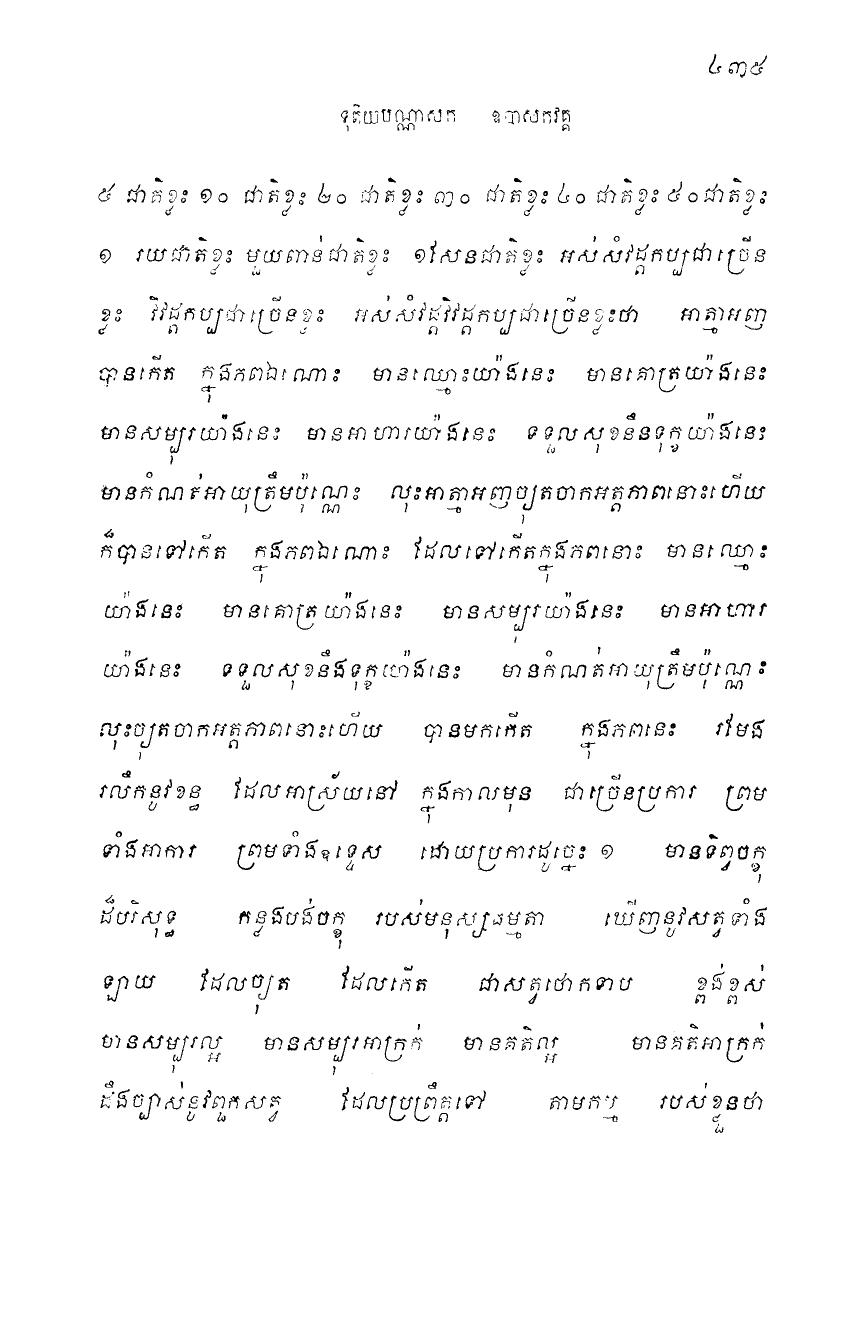 ៤៣៥
ទុតិយបណ្ណាសក ឧបាសកវគ្គ
៥ ជាតិខ្លះ ១០ ជាតិខ្លះ ២០ ជាតិខ្លះ ៣០ ជាតិខ្លះ ៤០ ជាតិខ្លះ ៥០ជាតិខ្លះ
១ រយជាតិខ្លះ មួយពាន់ជាតិខ្លះ ១សែនជាតិខ្លះ អស់សំវដ្ដកប្បជាច្រើន
ខ្លះ វិវដ្ដកប្បជាច្រើនខ្លះ អស់សំវដ្ដវិវដ្ដកប្បជាច្រើនខ្លះថា អាត្មាអញ
បានកើត ក្នុងភពឯណោះ មានឈ្មោះយ៉ាងនេះ មានគោត្រយ៉ាងនេះ
មានសម្បុរយ៉ាងនេះ មានអាហារយ៉ាងនេះ ទទួលសុខនឹនទុក្ខយ៉ាងនេះ
មានកំណត់អាយុត្រឹមប៉ុណ្ណេះ លុះអាត្មាអញច្យុតចាកអត្តភាពនោះហើយ
ក៏បានទៅកើត ក្នុងភពឯណោះ ដែលទៅកើតក្នុងភពនោះ មានឈ្មោះ
យ៉ាងនេះ មានគោត្រយ៉ាងនេះ មានសម្បុរយ៉ាងនេះ មានអាហារ
យ៉ាងនេះ ទទួលសុខនឹងទុក្ខយ៉ាងនេះ មានកំណត់អាយុត្រឹមប៉ុណ្ណេះ
លុះច្យុតចាកអត្តភាពនោះហើយ បានមកកើត ក្នុងភពនេះ រមែង
រលឹកនូវខន្ធ ដែលអាស្រ័យនៅ ក្នុងកាលមុន ជាច្រើនប្រការ ព្រម
ទាំងអាការ ព្រមទាំងឧទ្ទេស ដោយប្រការដូច្នេះ ១ មានទិព្វចក្ខុ
ដ៏បរិសុទ្ធ កន្លងបង់ចក្ខុ របស់មនុស្សធម្មតា ឃើញនូវសត្វទាំង
ឡាយ ដែលច្យុត ដែលកើត ជាសត្វថោកទាប ខ្ពង់ខ្ពស់
មានសម្បុរល្អ មានសម្បុរអាក្រក់ មានគតិល្អ មានគតិអាក្រក់
ដឹងច្បាស់នូវពួកសត្វ ដែលប្រព្រឹត្តទៅ តាមកម្ម របស់ខ្លួនថា